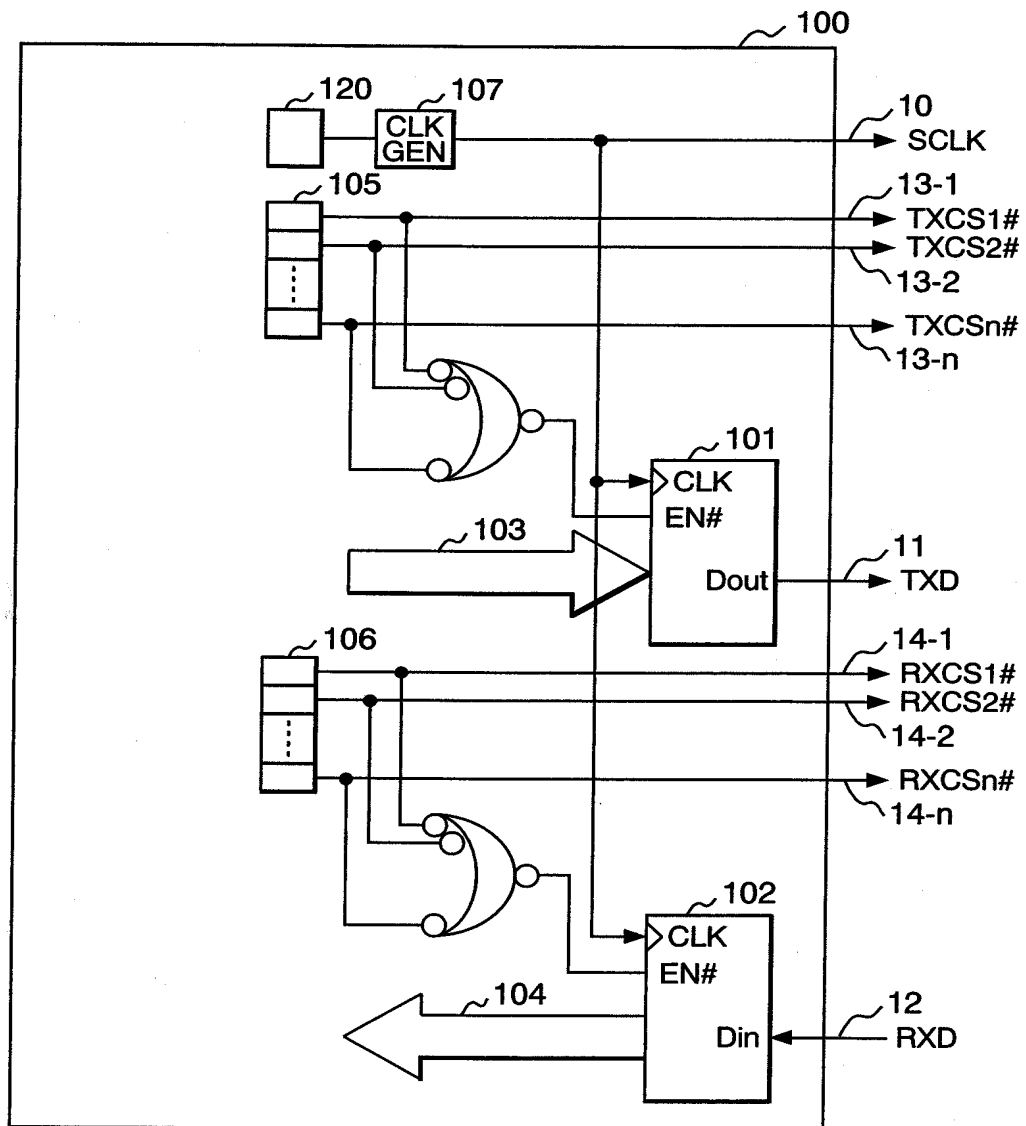 100
120
107
10
CLK
GEN
SCLK
105
13-1
TXCS1#
TXCS2#
13-2
TXCSn#
13-n
101
CLK
EN#
103
11
Dout
TXD
106
14-1
RXCS1#
RXCS2#
14-2
RXCSn#
14-n
102
CLK
EN#
104
12
Din
RXD